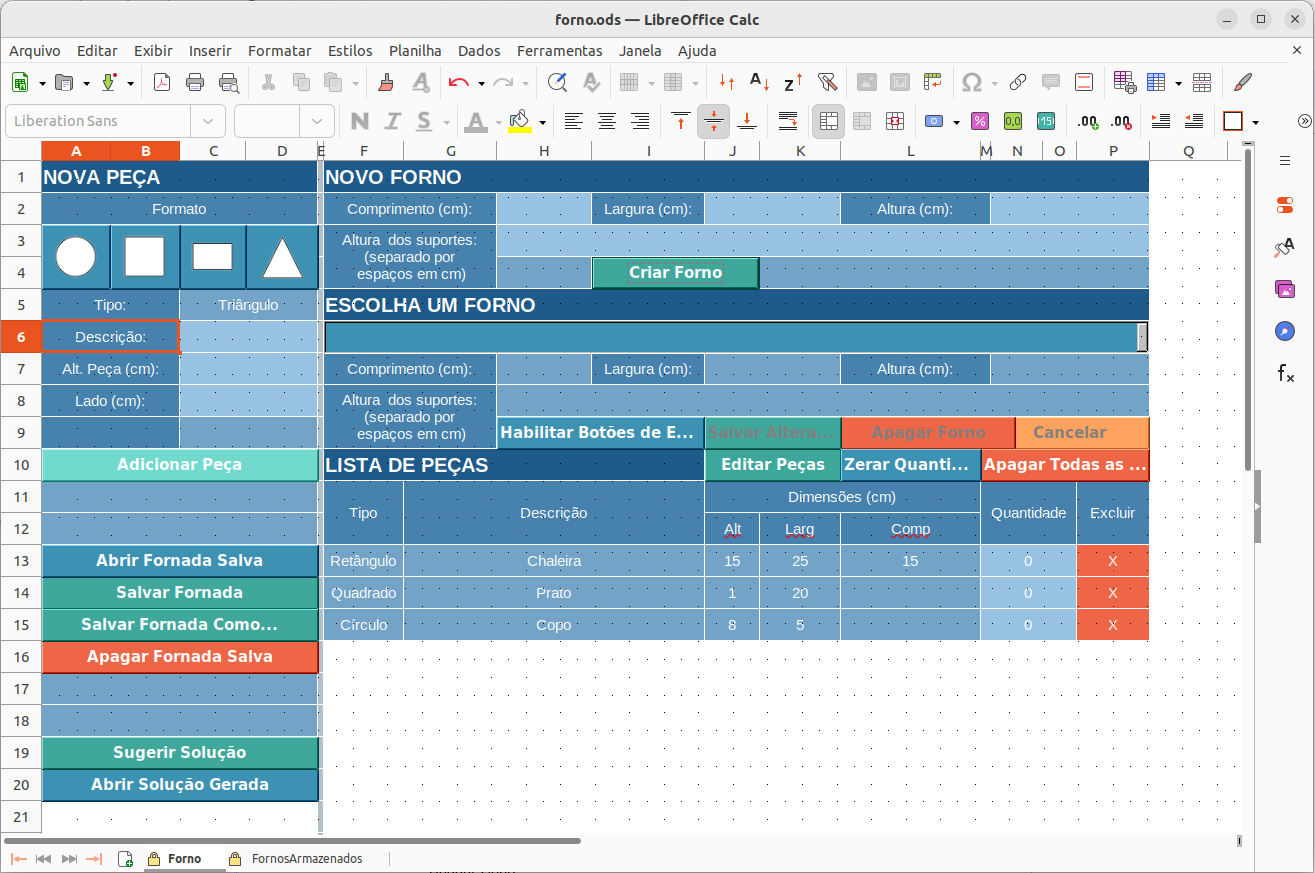 forno.ods — LibreOffice Calc
Arquivo Editar Exibir Inserir Formatar Estilos Planilha Dados Ferramentas Janela Ajuda
Liberation Sans
A B C D E F G H I J K L M N O P Q
1 NOVA PEÇA NOVO FORNO
2 Formato Comprimento (cm): Largura (cm): Altura (cm):
3 Altura dos suportes:
(separado por
4 espaços em cm) Criar Forno
5 Tipo: Triângulo ESCOLHA UM FORNO
6 Descrição:
7 Alt. Peça (cm): Comprimento (cm): Largura (cm): Altura (cm):
8 Lado (cm): Altura dos suportes:
(separado por
9 espaços em cm) Habilitar Botões de E... Salvar Altera... Apagar Forno Cancelar
10 Adicionar Peça LISTA DE PEÇAS Editar Peças Zerar Quanti... Apagar Todas as ...
11 Dimensões (cm)
Tipo Descrição Quantidade Excluir
12 Alt Larg Comp
13 Abrir Fornada Salva Retângulo Chaleira 15 25 15 0 X
14 Salvar Fornada Quadrado Prato 1 20 0 X
15 Salvar Fornada Como... Círculo Copo 8 5 0 X
16 Apagar Fornada Salva
17
18
19 Sugerir Solução
20 Abrir Solução Gerada
21
Forno FornosArmazenados